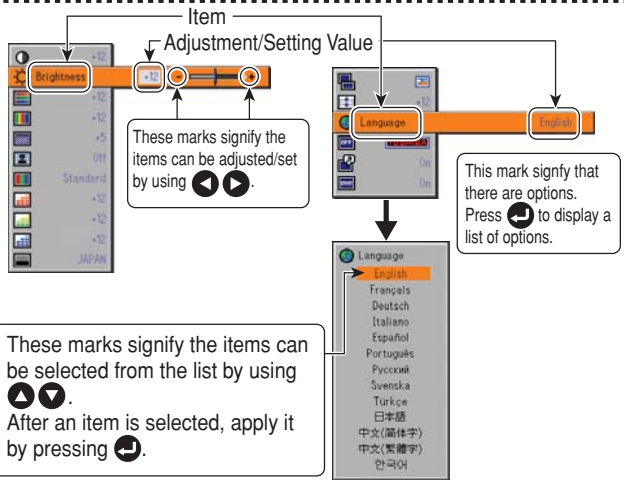 Item
Adjustment/Setting Value
+12
Brightness +12 - +
+12
+12
+5
Off
Standard
+12
+12
+12
JAPAN
These marks signify the
items can be adjusted/set
by using
+12
Language English
On
On
This mark signfy that
there are options.
Press to display a
list of options.
Language
English
Français
Deutsch
Italiano
Español
Português
Русский
Svenska
Türkçe
日本語
中文(简体字)
中文(繁體字)
한국어
These marks signify the items can
be selected from the list by using
.
After an item is selected, apply it
by pressing .